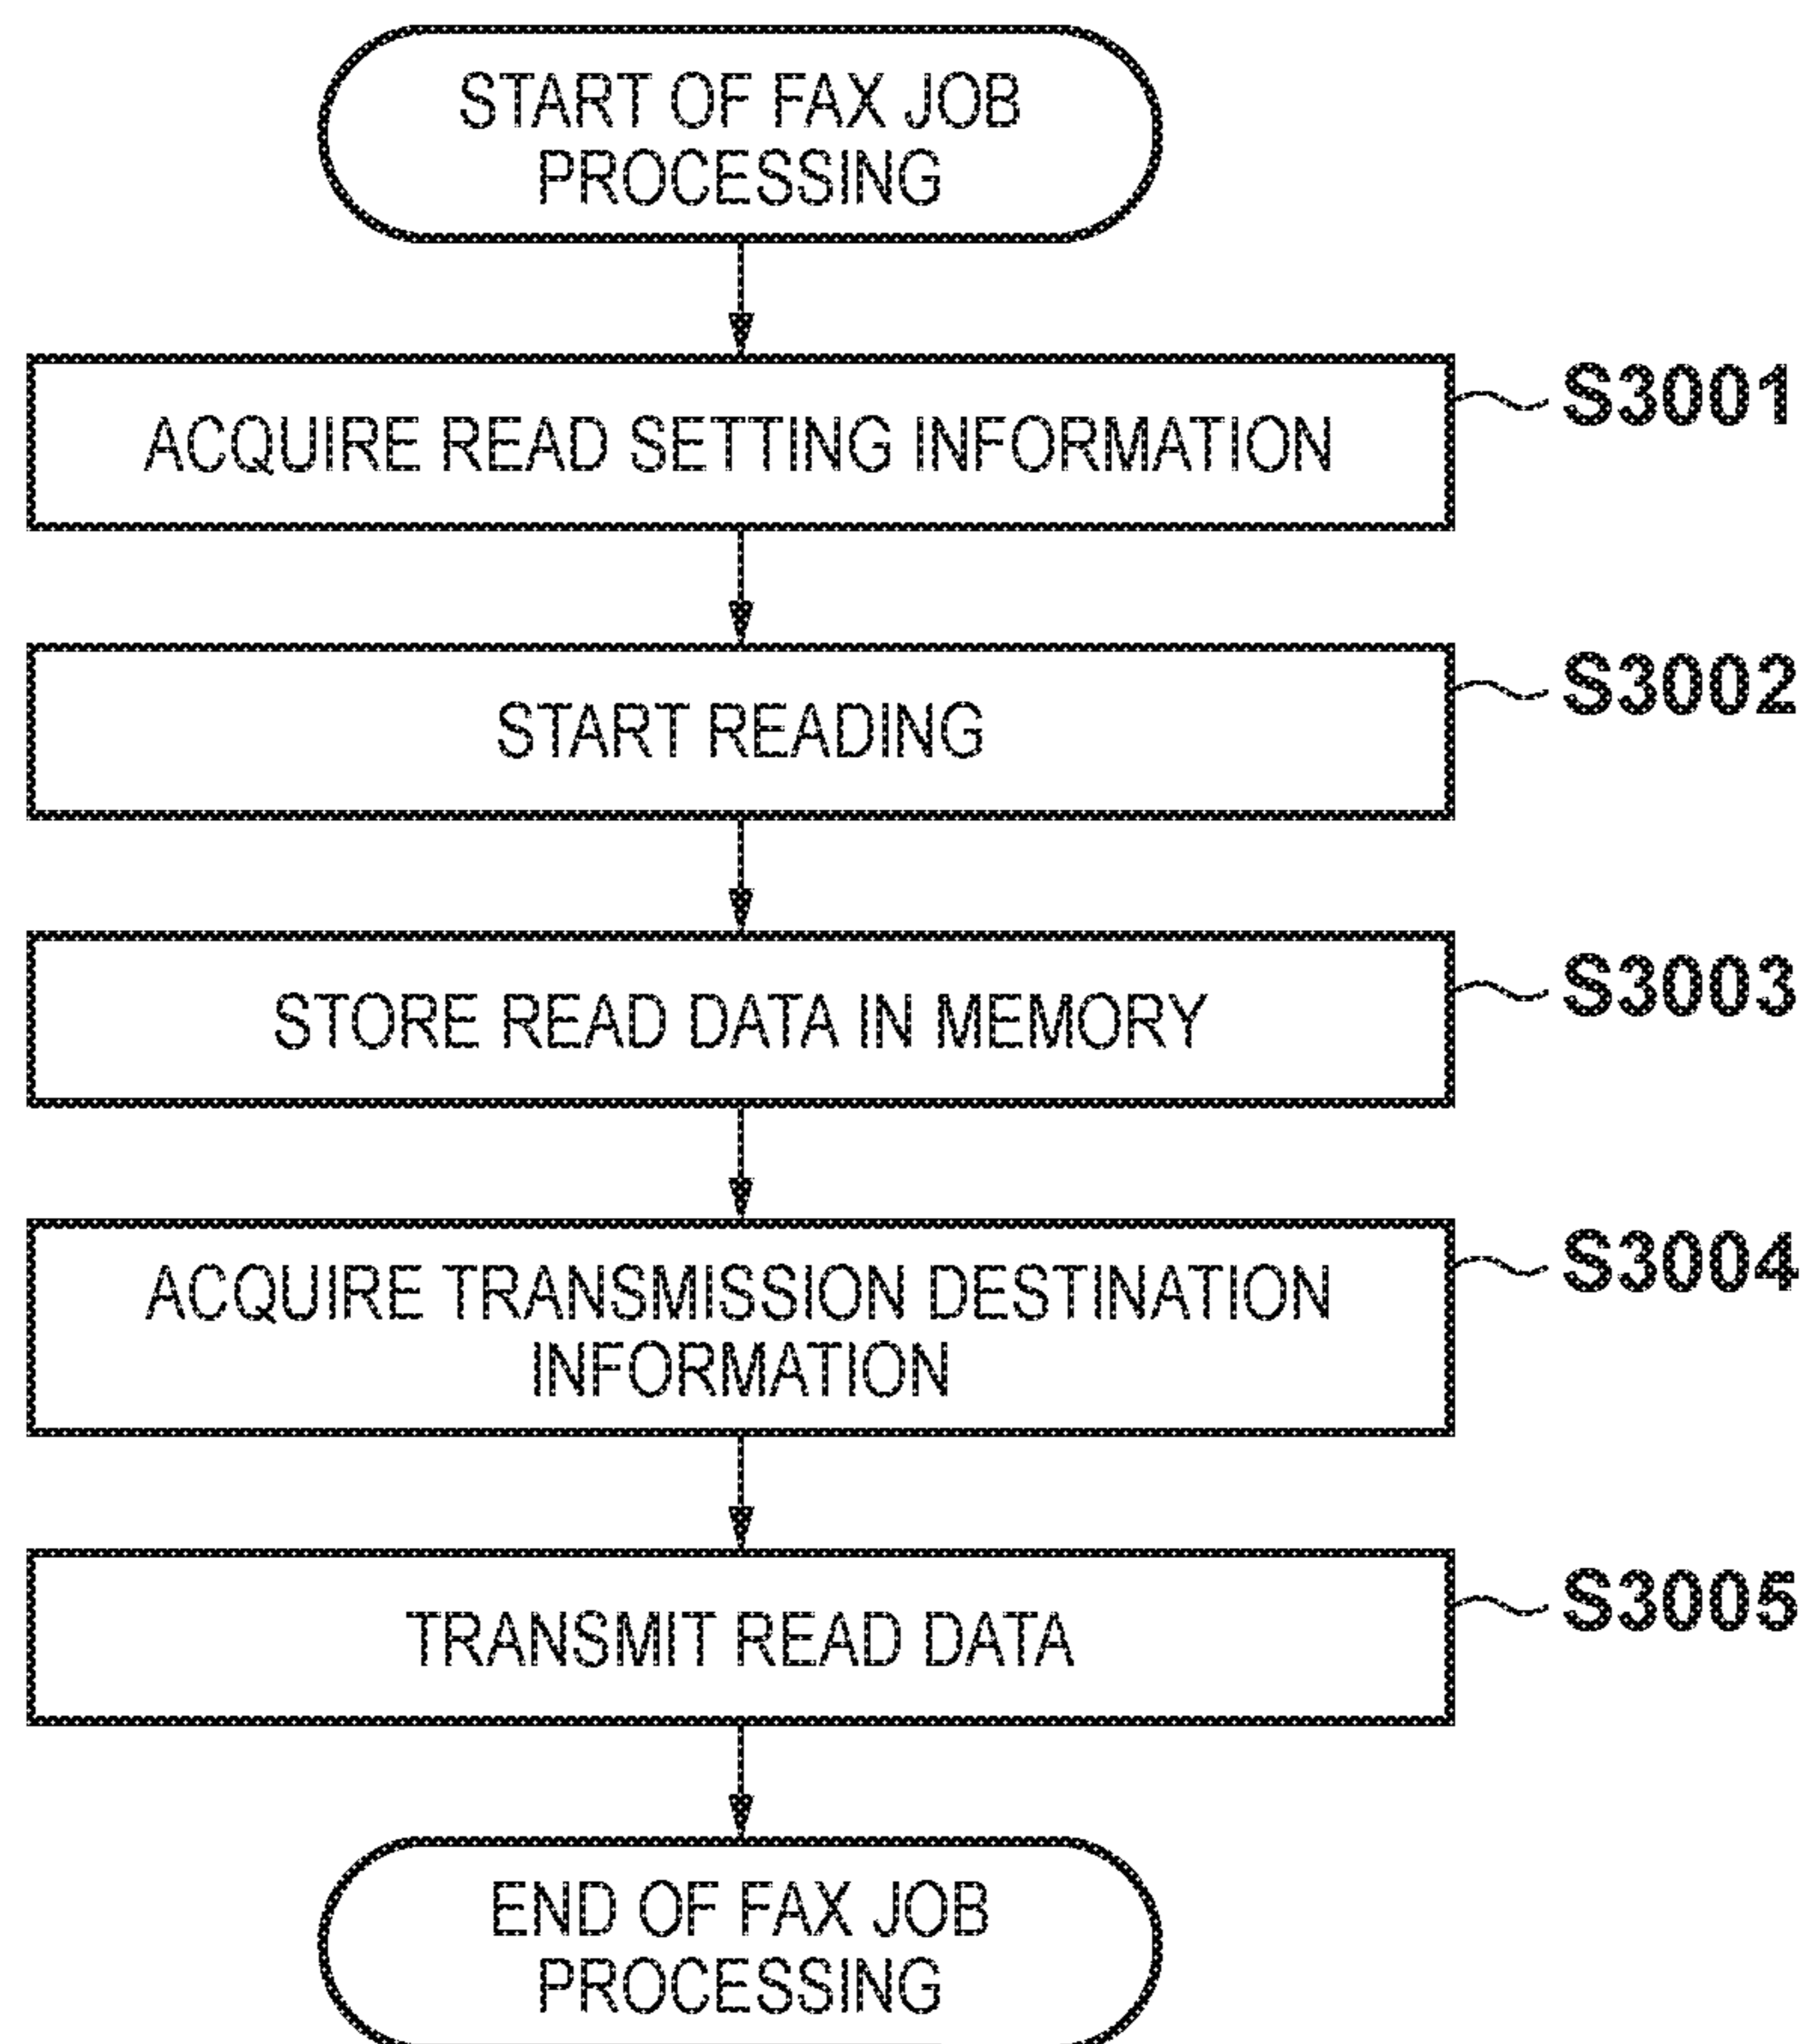 START OF FAX JOB
PROCESSING
ACQUIRE READ SETTING INFORMATION
S3001
START READING
S3002
STORE READ DATA IN MEMORY
S3003
ACQUIRE TRANSMISSION DESTINATION
INFORMATION
S3004
TRANSMIT READ DATA
S3005
END OF FAX JOB
PROCESSING